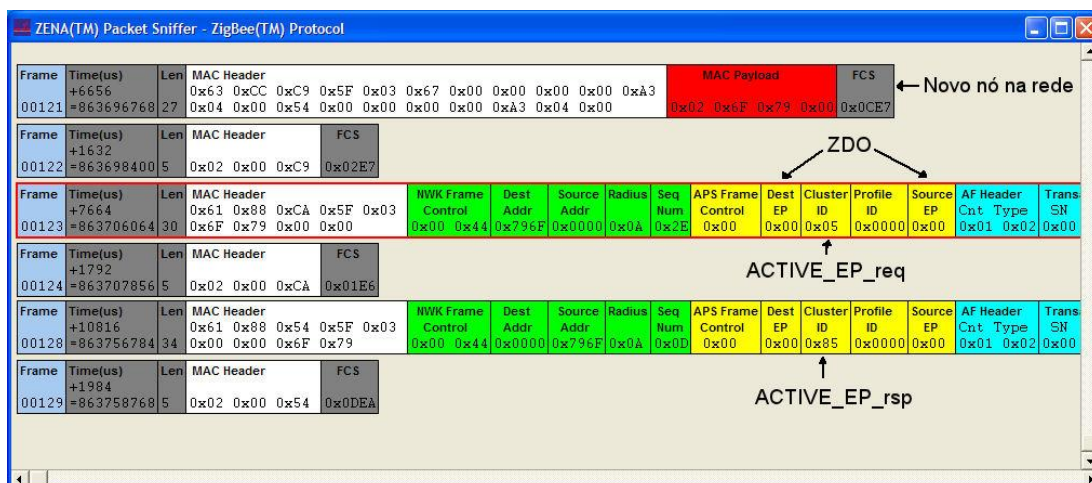 ZENA(TM) Packet Sniffer - ZigBee(TM) Protocol
Frame Time(us) Len MAC Header MAC Payload FCS
+6656 0x63 0xCC 0xC9 0x5F 0x03 0x67 0x00 0x00 0x00 0x00 0xA3
00121 =863696768 27 0x04 0x00 0x54 0x00 0x00 0x00 0x00 0xA3 0x04 0x00 0x02 0x6F 0x79 0x00 0x0CE7
Novo nó na rede
Frame Time(us) Len MAC Header FCS
+1632
00122 =863698400 5 0x02 0x00 0xC9 0x02E7
ZDO
Frame Time(us) Len MAC Header NWK Frame Dest Source Radius Seq APS Frame Dest Cluster Profile Source AF Header Trans
+7664 0x61 0x88 0xCA 0x5F 0x03 Control Addr Addr Num Control EP ID ID EP Cnt Type SN
00123 =863706064 30 0x6F 0x79 0x00 0x00 0x00 0x44 0x796F 0x0000 0x0A 0x2E 0x00 0x00 0x05 0x0000 0x00 0x01 0x02 0x00
Frame Time(us) Len MAC Header FCS
+1792
00124 =863707856 5 0x02 0x00 0xCA 0x01E6
ACTIVE_EP_req
Frame Time(us) Len MAC Header NWK Frame Dest Source Radius Seq APS Frame Dest Cluster Profile Source AF Header Trans
+10816 0x61 0x88 0x54 0x5F 0x03 Control Addr Addr Num Control EP ID ID EP Cnt Type SN
00128 =863756784 34 0x00 0x00 0x6F 0x79 0x00 0x44 0x0000 0x796F 0x0A 0x0D 0x00 0x00 0x85 0x0000 0x00 0x01 0x02 0x00
Frame Time(us) Len MAC Header FCS
+1984
00129 =863758768 5 0x02 0x00 0x54 0x0DEA
ACTIVE_EP_rsp